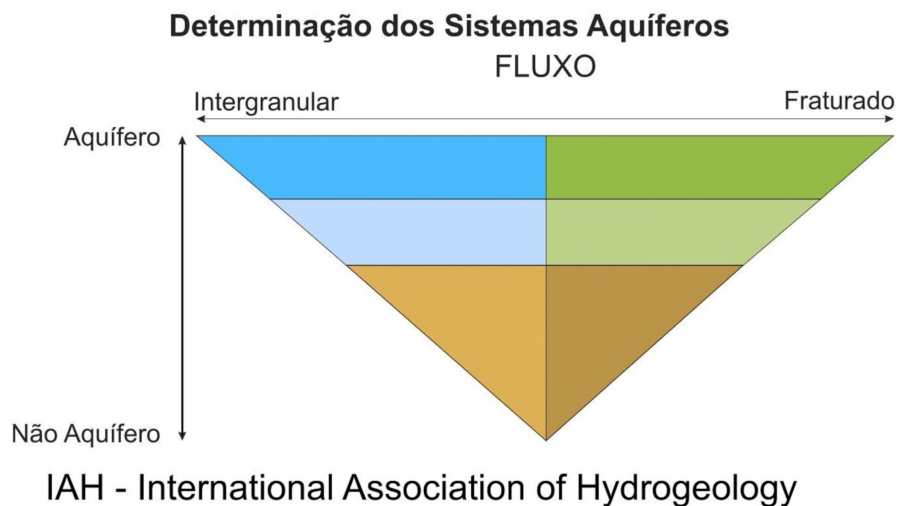 Determinação dos Sistemas Aquíferos
FLUXO
Intergranular
Fraturado
Aquífero
Não Aquífero
IAH - International Association of Hydrogeology